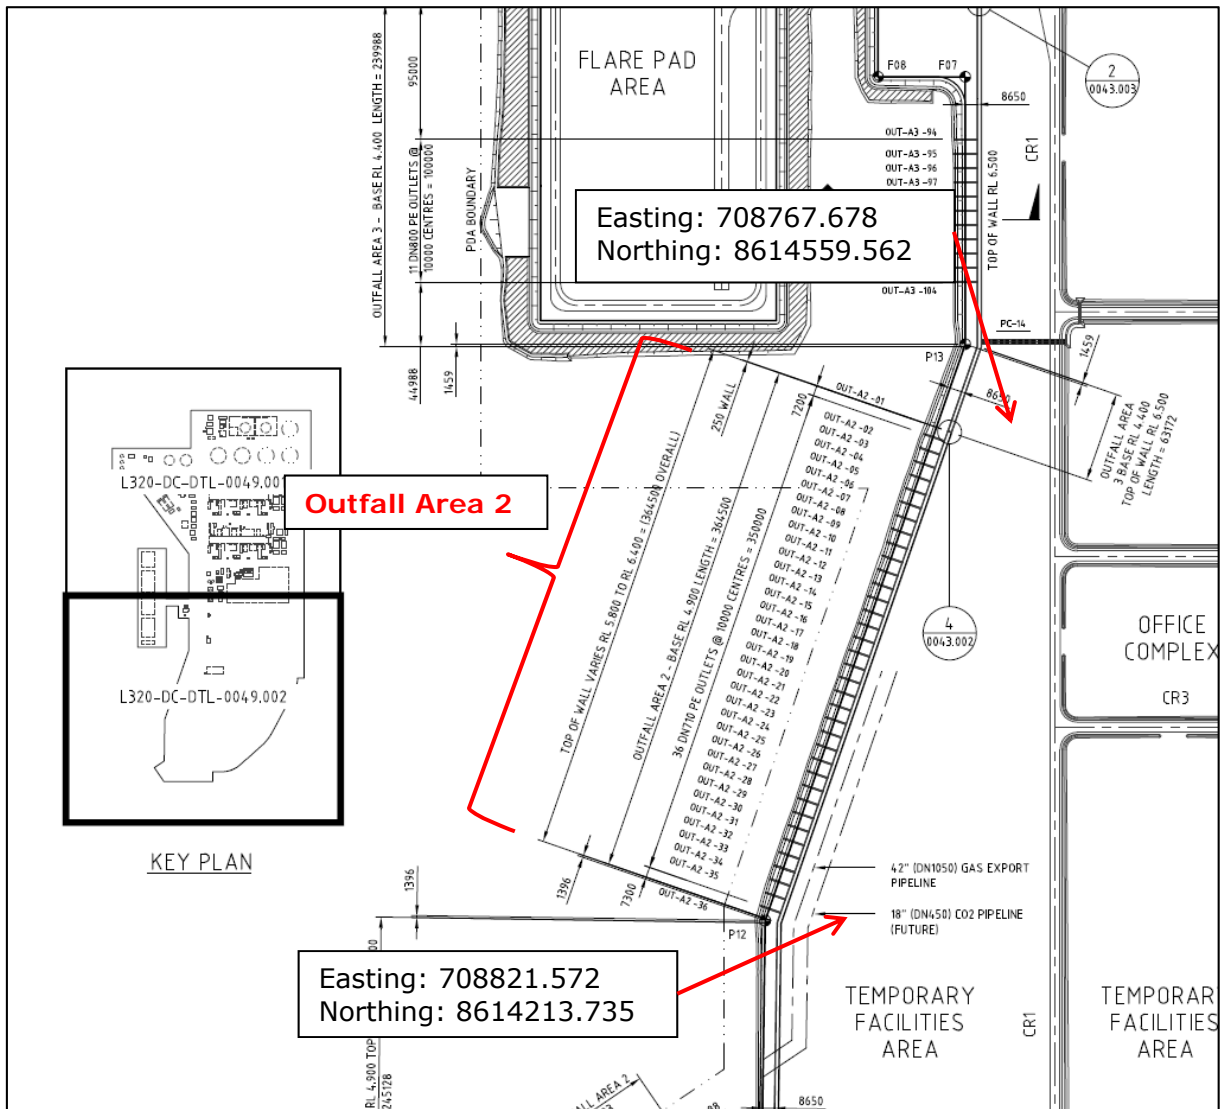 FLARE PAD
AREA
F08
F07
2
0043.003
8650
OUT-A3 -94
OUT-A3 -95
OUT-A3 -96
OUT-A3 -97
OUT-A3 -104
CR1
TOP OF WALL RL 6.500
OUTFALL AREA 3 - BASE RL 4.400 LENGTH = 239988
95000
11 DN800 PE OUTLETS @
10000 CENTRES = 100000
PDA BOUNDARY
44988
1459
Easting: 708767.678
Northing: 8614559.562
PC-14
P13
1459
8650
OUTFALL AREA
3 BASE RL 4.400
TOP OF WALL RL 6.500
LENGTH = 63172
250 WALL
7200
OUT-A2 -01
OUT-A2 -02
OUT-A2 -03
OUT-A2 -04
OUT-A2 -05
OUT-A2 -06
OUT-A2 -07
OUT-A2 -08
OUT-A2 -09
OUT-A2 -10
OUT-A2 -11
OUT-A2 -12
OUT-A2 -13
OUT-A2 -14
OUT-A2 -15
OUT-A2 -16
OUT-A2 -17
OUT-A2 -18
OUT-A2 -19
OUT-A2 -20
OUT-A2 -21
OUT-A2 -22
OUT-A2 -23
OUT-A2 -24
OUT-A2 -25
OUT-A2 -26
OUT-A2 -27
OUT-A2 -28
OUT-A2 -29
OUT-A2 -30
OUT-A2 -31
OUT-A2 -32
OUT-A2 -33
OUT-A2 -34
OUT-A2 -35
OUT-A2 -36
TOP OF WALL VARIES RL 5.800 TO RL 6.400 = (364500 OVERALL)
OUTFALL AREA 2 - BASE RL 4.900 LENGTH = 364500
36 DN710 PE OUTLETS @ 10000 CENTRES = 350000
Outfall Area 2
L320-DC-DTL-0049.001
L320-DC-DTL-0049.002
KEY PLAN
4
0043.002
OFFICE
COMPLEX
CR3
1396
1396
7300
P12
42" (DN1050) GAS EXPORT
PIPELINE
18" (DN450) CO2 PIPELINE
(FUTURE)
Easting: 708821.572
Northing: 8614213.735
TEMPORARY
FACILITIES
AREA
CR1
TEMPORAR
FACILITIES
AREA
RL 4.900 TOP
245128
ALL AREA 2
8650